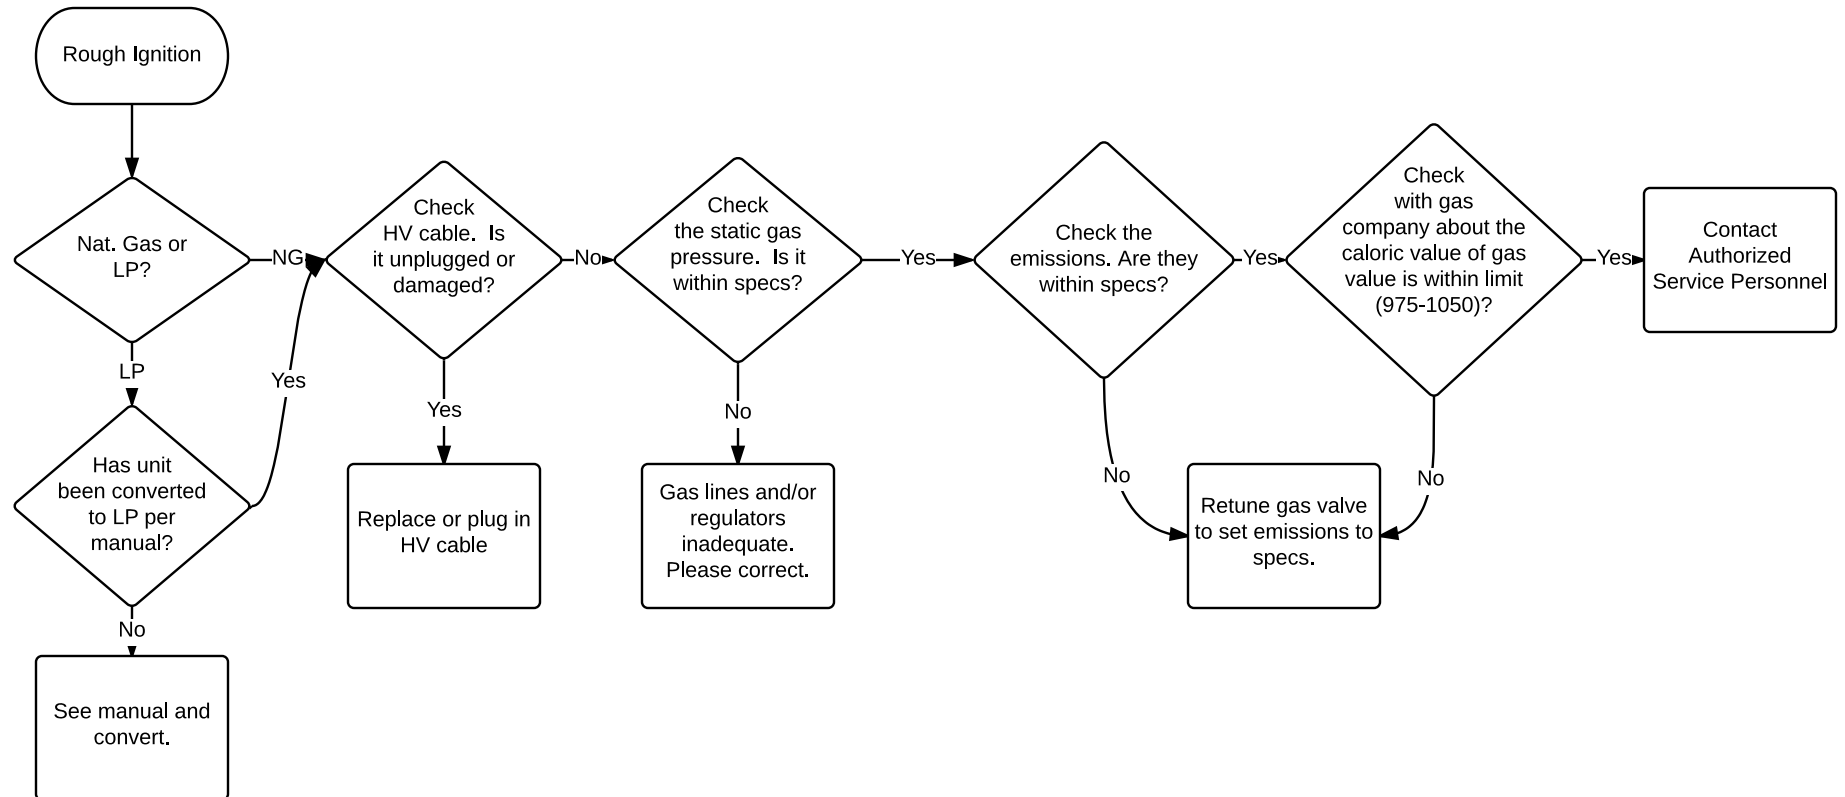 Rough Ignition
Nat. Gas or
LP?
NG
LP
Has unit
been converted
to LP per
manual?
Yes
No
See manual and
convert.
Check
HV cable.  Is
it unplugged or
damaged?
No
Yes
Replace or plug in
HV cable
Check
the static gas
pressure.  Is it
within specs?
Yes
No
Gas lines and/or
regulators
inadequate.
Please correct.
Check the
emissions. Are they
within specs?
Yes
No
Check
with gas
company about the
caloric value of gas
value is within limit
(975-1050)?
Yes
No
Retune gas valve
to set emissions to
specs.
Contact
Authorized
Service Personnel